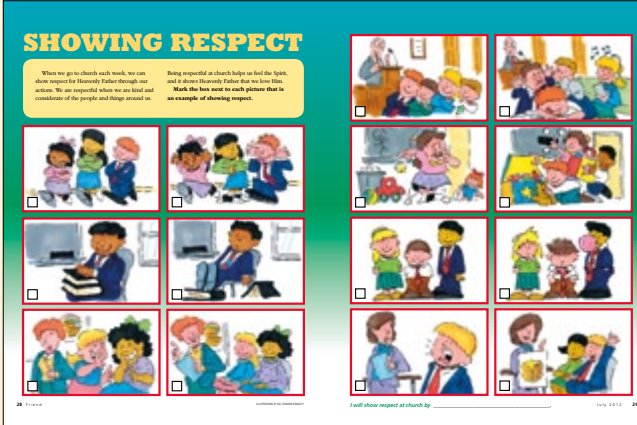 SHOWING RESPECT
When we go to church each week, we can
show respect for Heavenly Father through our
actions. We are respectful when we are kind and
considerate of the people and things around us.
Being respectful at church helps us feel the Spirit,
and it shows Heavenly Father that we love Him.
Mark the box next to each picture that is
an example of showing respect.
28 Friend
I will show respect at church by
July 2012